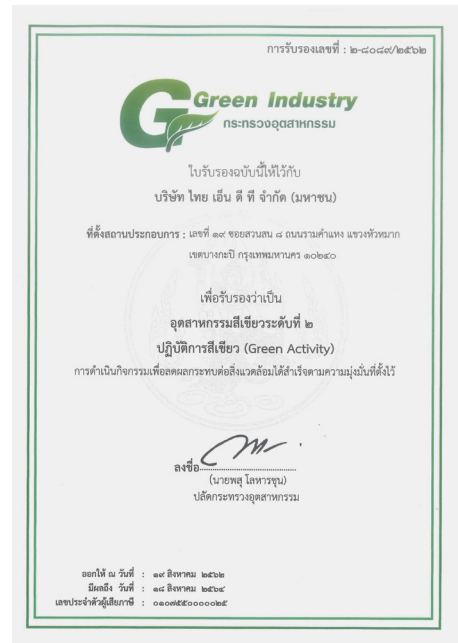 การรับรองเลขที่ : ๒-๘๐๘๙/๒๕๖๒
Green Industry
กระทรวงอุตสาหกรรม
ใบรับรองฉบับนี้ให้ไว้กับ
บริษัท ไทย เอ็น ดี ที จำกัด (มหาชน)
ที่ตั้งสถานประกอบการ : เลขที่ ๑๙ ซอยสวนสน ๘ ถนนรามคำแหง แขวงหัวหมาก
เขตบางกะปิ กรุงเทพมหานคร ๑๐๒๔๐
เพื่อรับรองว่าเป็น
อุตสาหกรรมสีเขียวระดับที่ ๒
ปฏิบัติการสีเขียว (Green Activity)
การดำเนินกิจกรรมเพื่อลดผลกระทบต่อสิ่งแวดล้อมได้สำเร็จตามความมุ่งมั่นที่ตั้งไว้
ลงชื่อ
(นายพสุ โลหารชุน)
ปลัดกระทรวงอุตสาหกรรม
ออกให้ ณ วันที่ : ๑๙ สิงหาคม ๒๕๖๒
มีผลถึง วันที่ : ๑๘ สิงหาคม ๒๕๖๔
เลขประจำตัวผู้เสียภาษี : ๐๑๐๗๕๕๐๐๐๐๐๒๕